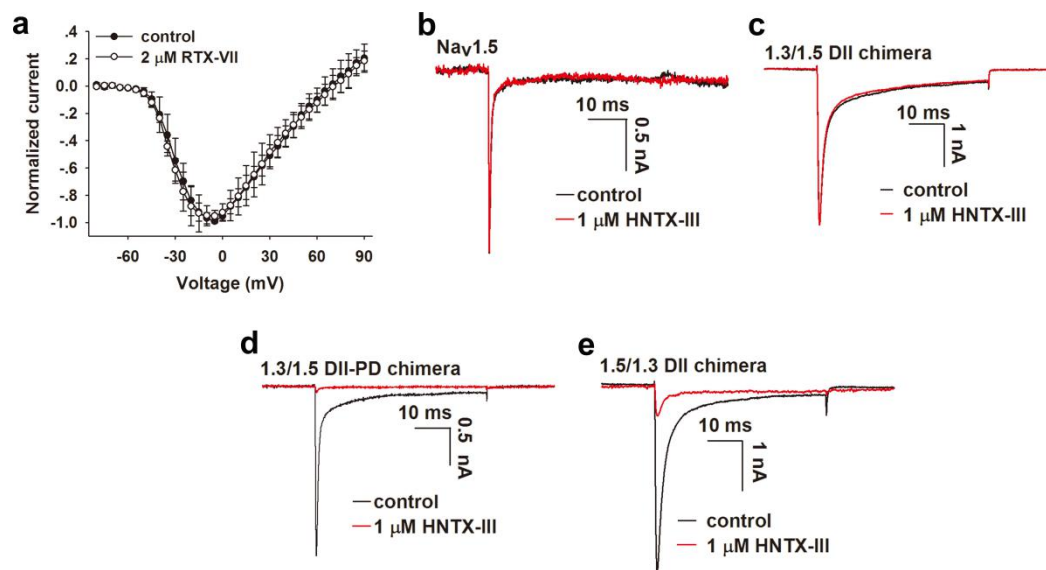 a
control
2 μM RTX-VII
Normalized current
.4
.2
0.0
-.2
-.4
-.6
-.8
-1.0
-60 -30 0 30 60 90
Voltage (mV)
b
Nav1.5
10 ms
0.5 nA
control
1 μM HNTX-III
c
1.3/1.5 DII chimera
10 ms
1 nA
control
1 μM HNTX-III
d
1.3/1.5 DII-PD chimera
10 ms
0.5 nA
control
1 μM HNTX-III
e
1.5/1.3 DII chimera
10 ms
1 nA
control
1 μM HNTX-III